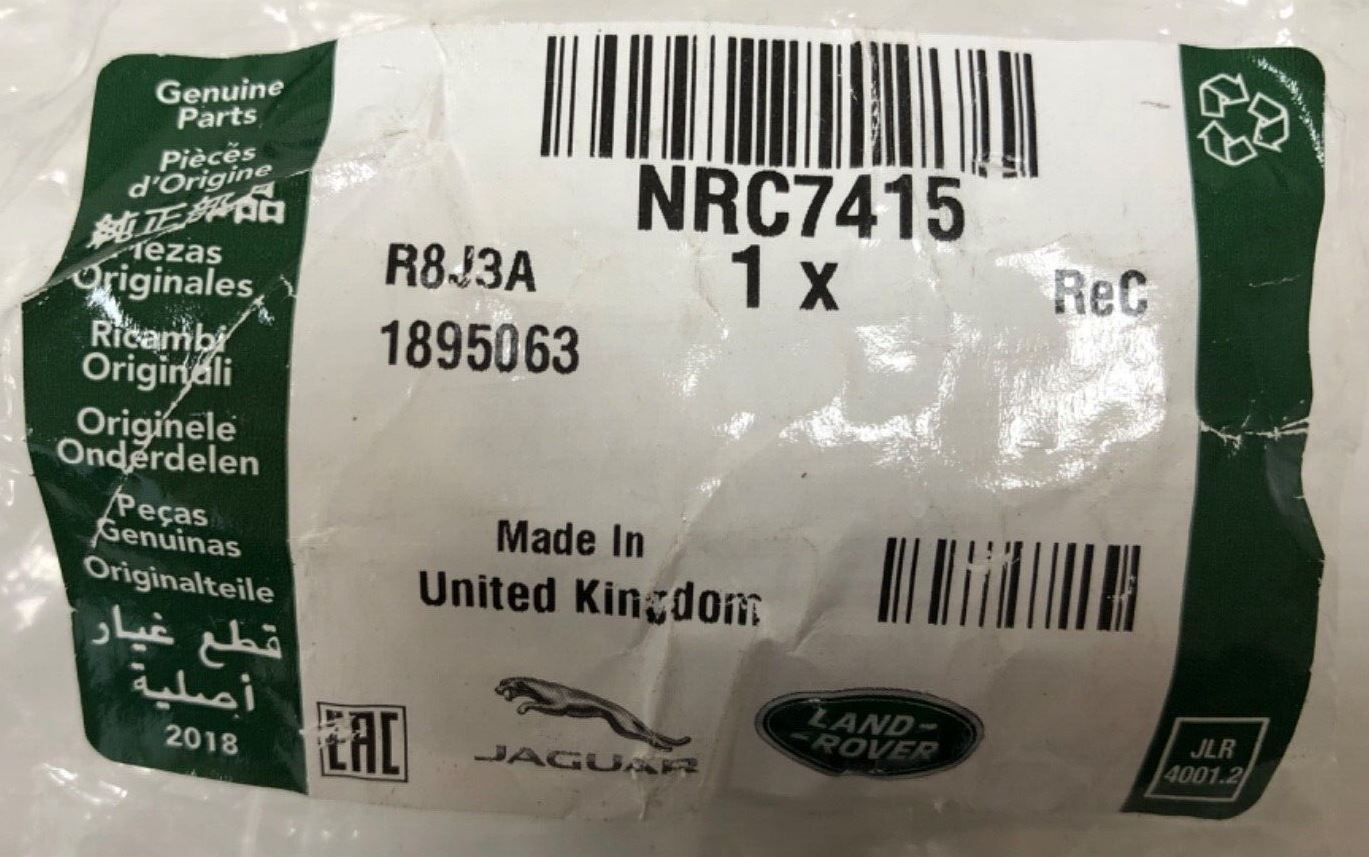 Genuine
Parts
Pièces
d'Origine
純正部品
Piezas
Originales
Ricambi
Originali
Originele
Onderdelen
Peças
Genuinas
Originalteile
قطع غيار
أصلية
2018
NRC7415
R8J3A
1 x
ReC
1895063
Made In
United Kingdom
EAC
JAGUAR
LAND-
-ROVER
JLR
4001.2